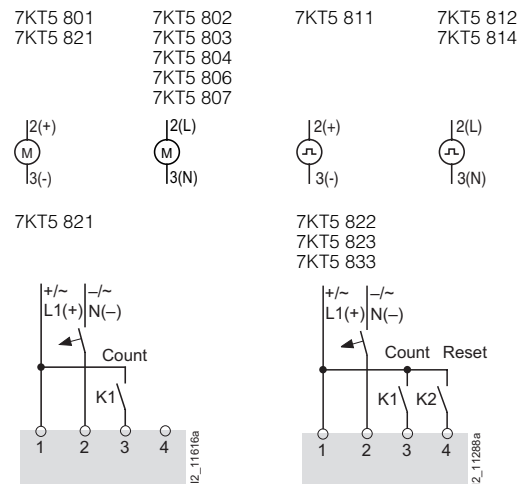 7KT5 801
7KT5 821
7KT5 802
7KT5 803
7KT5 804
7KT5 806
7KT5 807
7KT5 811
7KT5 812
7KT5 814
2(+)
M
3(-)
2(L)
M
3(N)
2(+)
3(-)
2(L)
3(N)
7KT5 821
+/~ –/~
L1(+) N(–)
Count
K1
1 2 3 4
I2_11616a
7KT5 822
7KT5 823
7KT5 833
+/~ –/~
L1(+) N(–)
Count Reset
K1 K2
1 2 3 4
I2_11288a